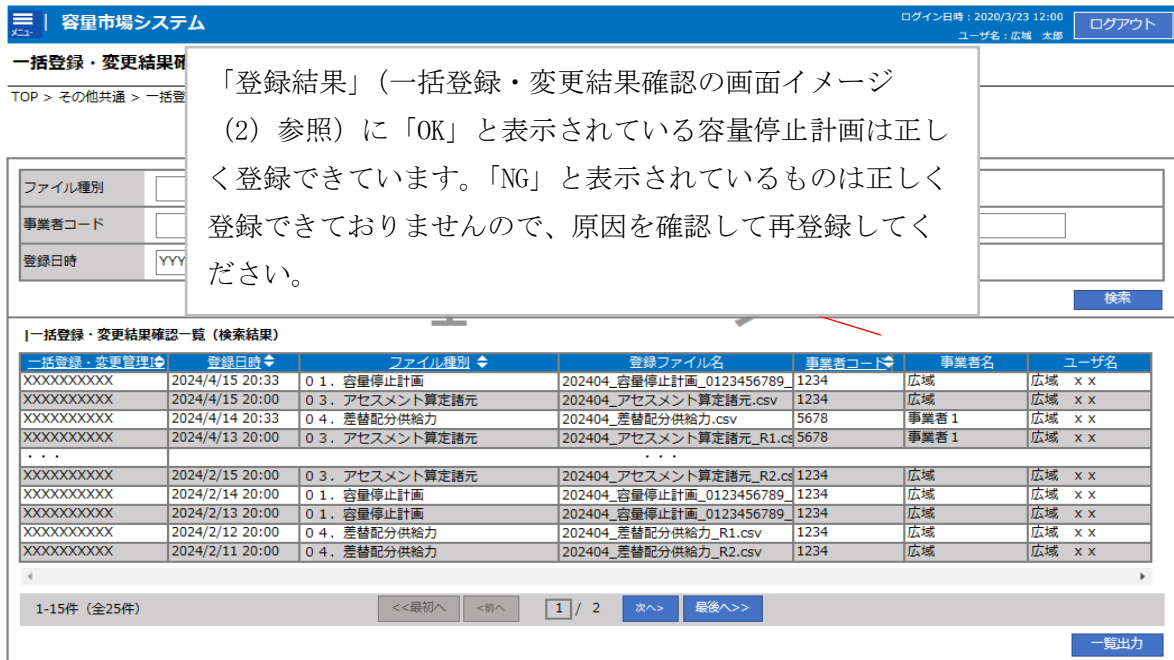 メニュー
容量市場システム
ログイン日時：2020/3/23 12:00
ユーザ名：広域 太郎
ログアウト
一括登録・変更結果確
TOP > その他共通 > 一括登
「登録結果」(一括登録・変更結果確認の画面イメージ
(2) 参照) に「OK」と表示されている容量停止計画は正し
く登録できています。「NG」と表示されているものは正しく
登録できておりませんので、原因を確認して再登録してく
ださい。
ファイル種別
事業者コード
登録日時 YYY
検索
|一括登録・変更結果確認一覧（検索結果）
一括登録・変更管理ID 登録日時 ファイル種別 登録ファイル名 事業者コード 事業者名 ユーザ名
XXXXXXXXXX 2024/4/15 20:33 ０１．容量停止計画 202404_容量停止計画_0123456789_ 1234 広域 広域 ｘｘ
XXXXXXXXXX 2024/4/15 20:00 ０３．アセスメント算定諸元 202404_アセスメント算定諸元.csv 1234 広域 広域 ｘｘ
XXXXXXXXXX 2024/4/14 20:33 ０４．差替配分供給力 202404_差替配分供給力.csv 5678 事業者１ 広域 ｘｘ
XXXXXXXXXX 2024/4/13 20:00 ０３．アセスメント算定諸元 202404_アセスメント算定諸元_R1.cs 5678 事業者１ 広域 ｘｘ
・・・ ・・・
XXXXXXXXXX 2024/2/15 20:00 ０３．アセスメント算定諸元 202404_アセスメント算定諸元_R2.cs 1234 広域 広域 ｘｘ
XXXXXXXXXX 2024/2/14 20:00 ０１．容量停止計画 202404_容量停止計画_0123456789_ 1234 広域 広域 ｘｘ
XXXXXXXXXX 2024/2/13 20:00 ０１．容量停止計画 202404_容量停止計画_0123456789_ 1234 広域 広域 ｘｘ
XXXXXXXXXX 2024/2/12 20:00 ０４．差替配分供給力 202404_差替配分供給力_R1.csv 1234 広域 広域 ｘｘ
XXXXXXXXXX 2024/2/11 20:00 ０４．差替配分供給力 202404_差替配分供給力_R2.csv 1234 広域 広域 ｘｘ
1-15件（全25件） <<最初へ <前へ 1 / 2 次へ> 最後へ>>
一覧出力